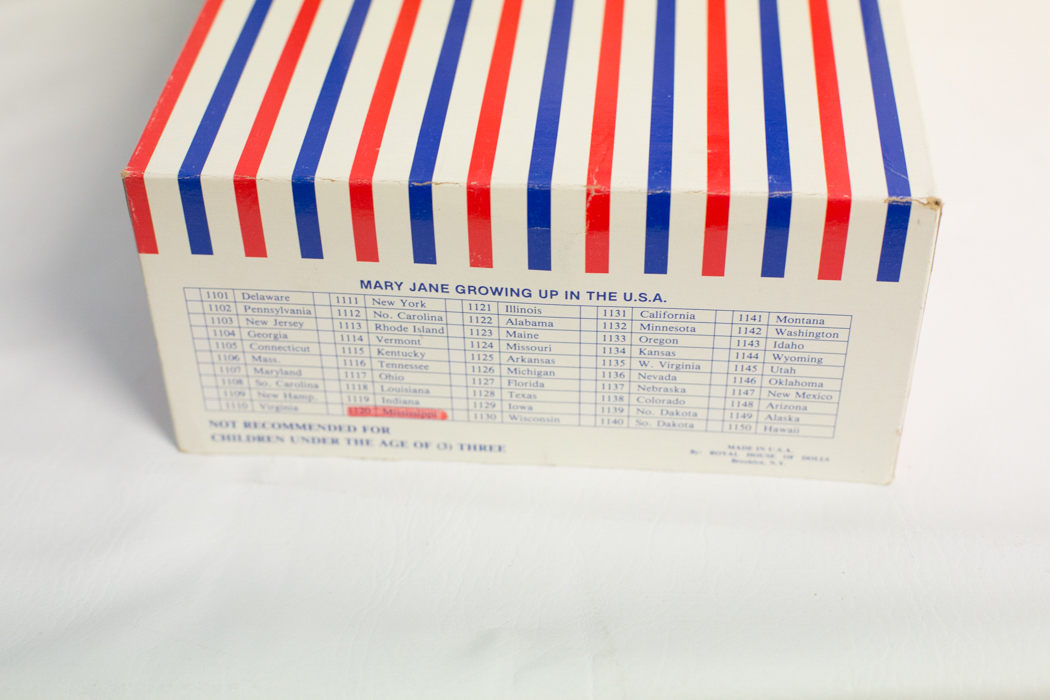 MARY JANE GROWING UP IN THE U.S.A.
1101 Delaware 1111 New York 1121 Illinois 1131 California 1141 Montana
1102 Pennsylvania 1112 No. Carolina 1122 Alabama 1132 Minnesota 1142 Washington
1103 New Jersey 1113 Rhode Island 1123 Maine 1133 Oregon 1143 Idaho
1104 Georgia 1114 Vermont 1124 Missouri 1134 Kansas 1144 Wyoming
1105 Connecticut 1115 Kentucky 1125 Arkansas 1135 W. Virginia 1145 Utah
1106 Mass. 1116 Tennessee 1126 Michigan 1136 Nevada 1146 Oklahoma
1107 Maryland 1117 Ohio 1127 Florida 1137 Nebraska 1147 New Mexico
1108 So. Carolina 1118 Louisiana 1128 Texas 1138 Colorado 1148 Arizona
1109 New Hamp. 1119 Indiana 1129 Iowa 1139 No. Dakota 1149 Alaska
1110 Virginia 1120 Mississippi 1130 Wisconsin 1140 So. Dakota 1150 Hawaii
NOT RECOMMENDED FOR
CHILDREN UNDER THE AGE OF (3) THREE
MADE IN U.S.A.
By ROYAL HOUSE OF DOLLS
Brooklyn, N.Y.